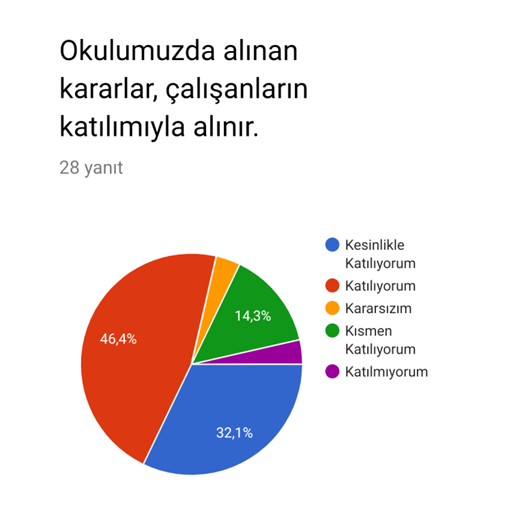 Okulumuzda alınan
kararlar, çalışanların
katılımıyla alınır.
28 yanıt
Kesinlikle
Katılıyorum
Katılıyorum
Kararsızım
Kısmen
Katılıyorum
Katılmıyorum
14,3%
46,4%
32,1%